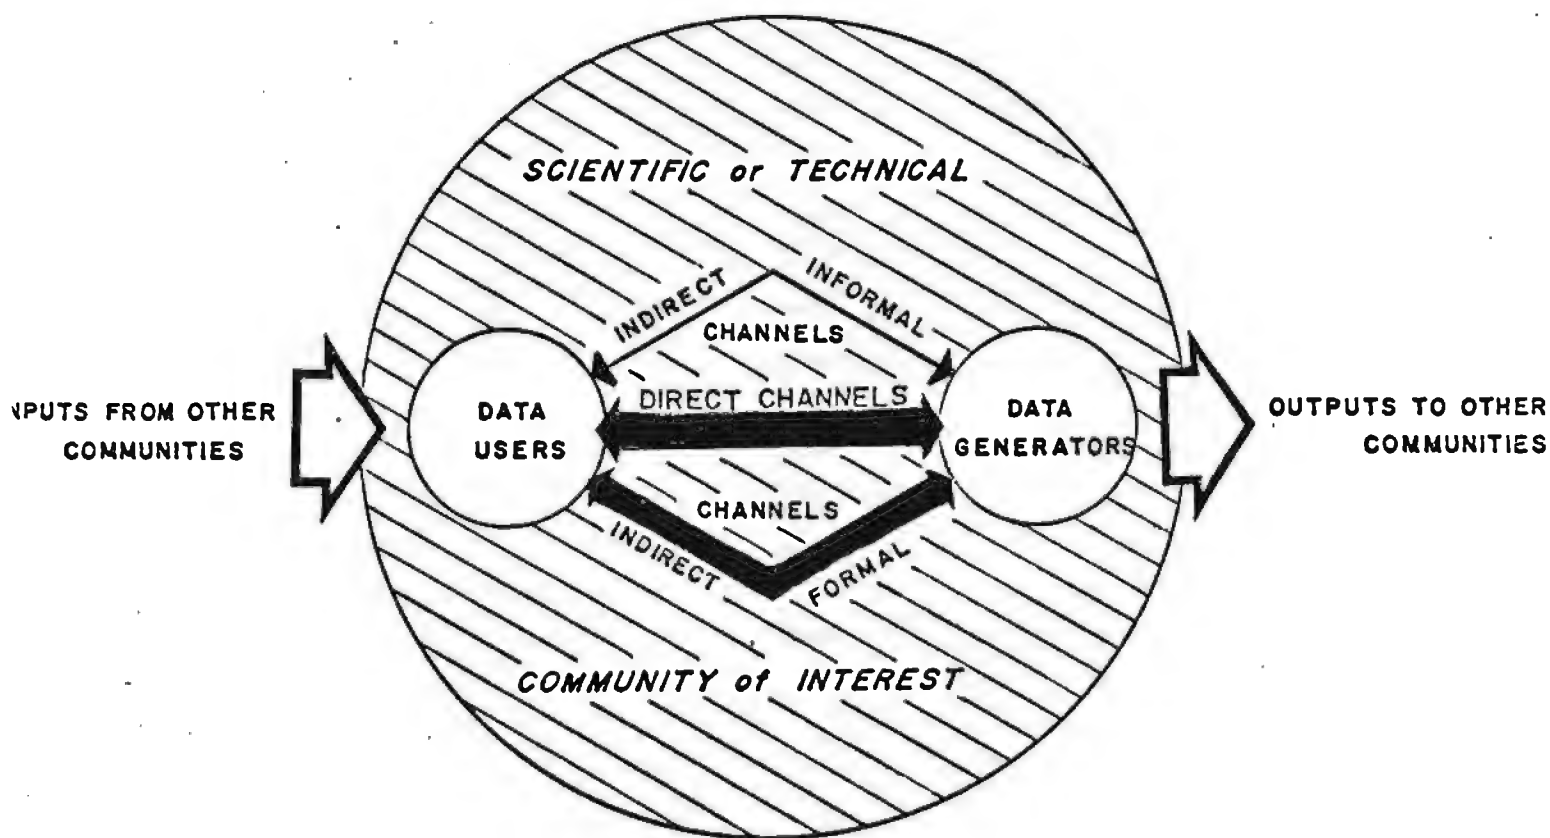 SCIENTIFIC or TECHNICAL
INDIRECT
INFORMAL
CHANNELS
DIRECT CHANNELS
NPUTS FROM OTHER
COMMUNITIES
DATA
USERS
DATA
GENERATORS
OUTPUTS TO OTHER
COMMUNITIES
CHANNELS
INDIRECT
FORMAL
COMMUNITY of INTEREST